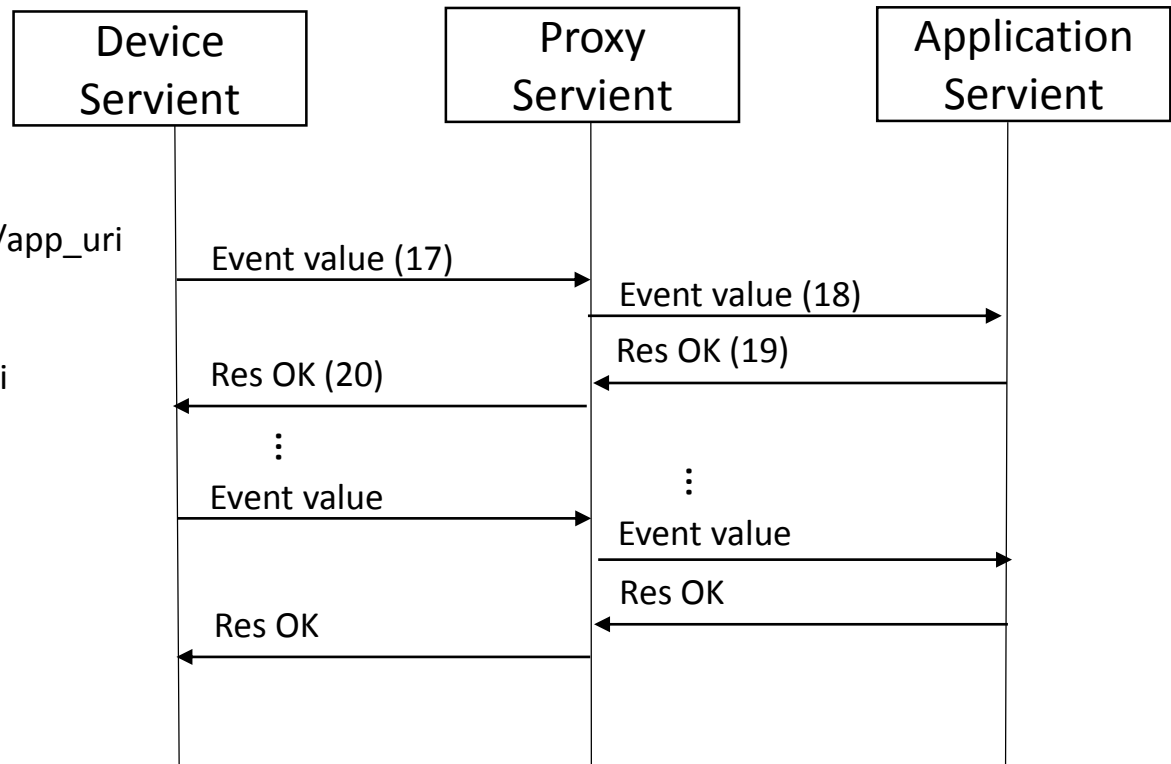 Device
Servient
Proxy
Servient
Application
Servient
/app_uri
Event value (17)
Event value (18)
Res OK (19)
i
Res OK (20)
⋮
Event value
⋮
Event value
Res OK
Res OK